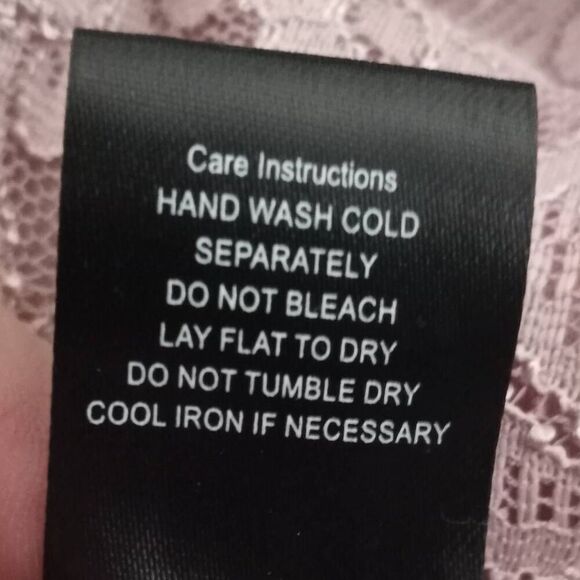 Care Instructions
HAND WASH COLD
SEPARATELY
DO NOT BLEACH
LAY FLAT TO DRY
DO NOT TUMBLE DRY
COOL IRON IF NECESSARY